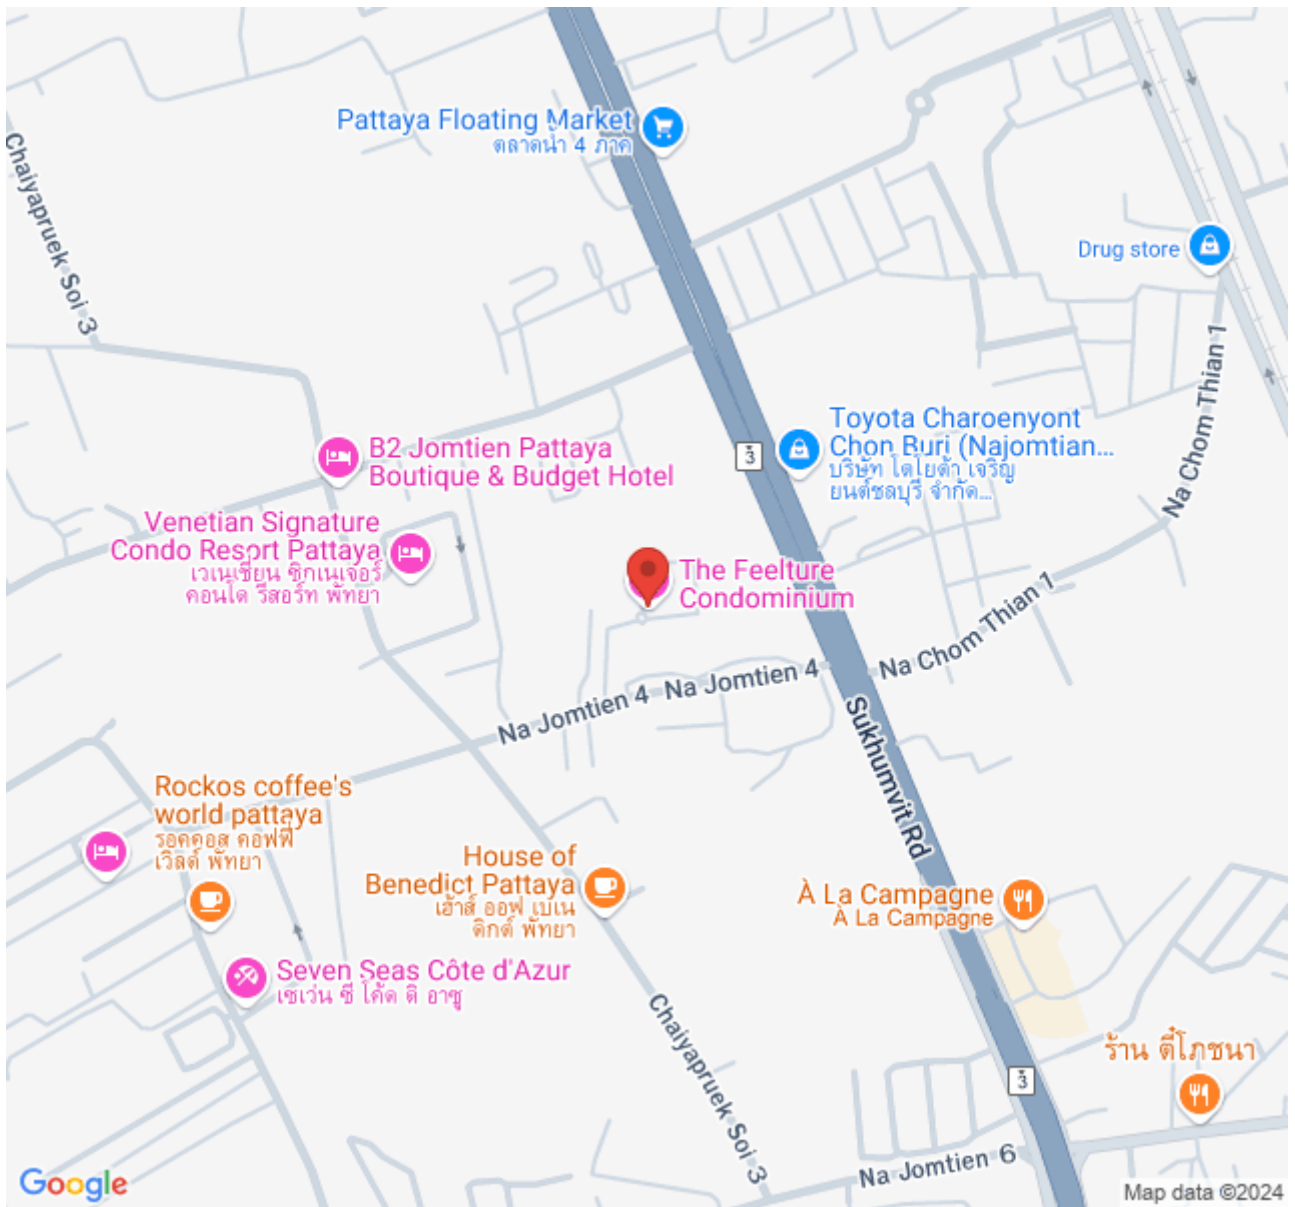 Pattaya Floating Market
ตลาดน้ำ 4 ภาค
Chaiyapruek Soi 3
Drug store
Toyota Charoenyont
Chon Buri (Najomtian...
บริษัท โตโยต้า เจริญ
ยนต์ชลบุรี จำกัด...
Na Chom Thian 1
3
B2 Jomtien Pattaya
Boutique & Budget Hotel
Venetian Signature
Condo Resort Pattaya
เวเนเชี่ยน ซิกเนเจอร์
คอนโด รีสอร์ท พัทยา
The Feelture
Condominium
Na Chom Thian 1
Na Jomtien 4
Na Jomtien 4
Sukhumvit Rd
Rockos coffee's
world pattaya
รอคคอส คอฟฟี่
เวิลด์ พัทยา
House of
Benedict Pattaya
เฮ้าส์ ออฟ เบเน
ดิกต์ พัทยา
À La Campagne
À La Campagne
Seven Seas Côte d'Azur
เซเว่น ซี โค้ด ดิ อาซู
Chaiyapruek Soi 3
ร้าน ตี๋โภชนา
3
Na Jomtien 6
Google
Map data ©2024